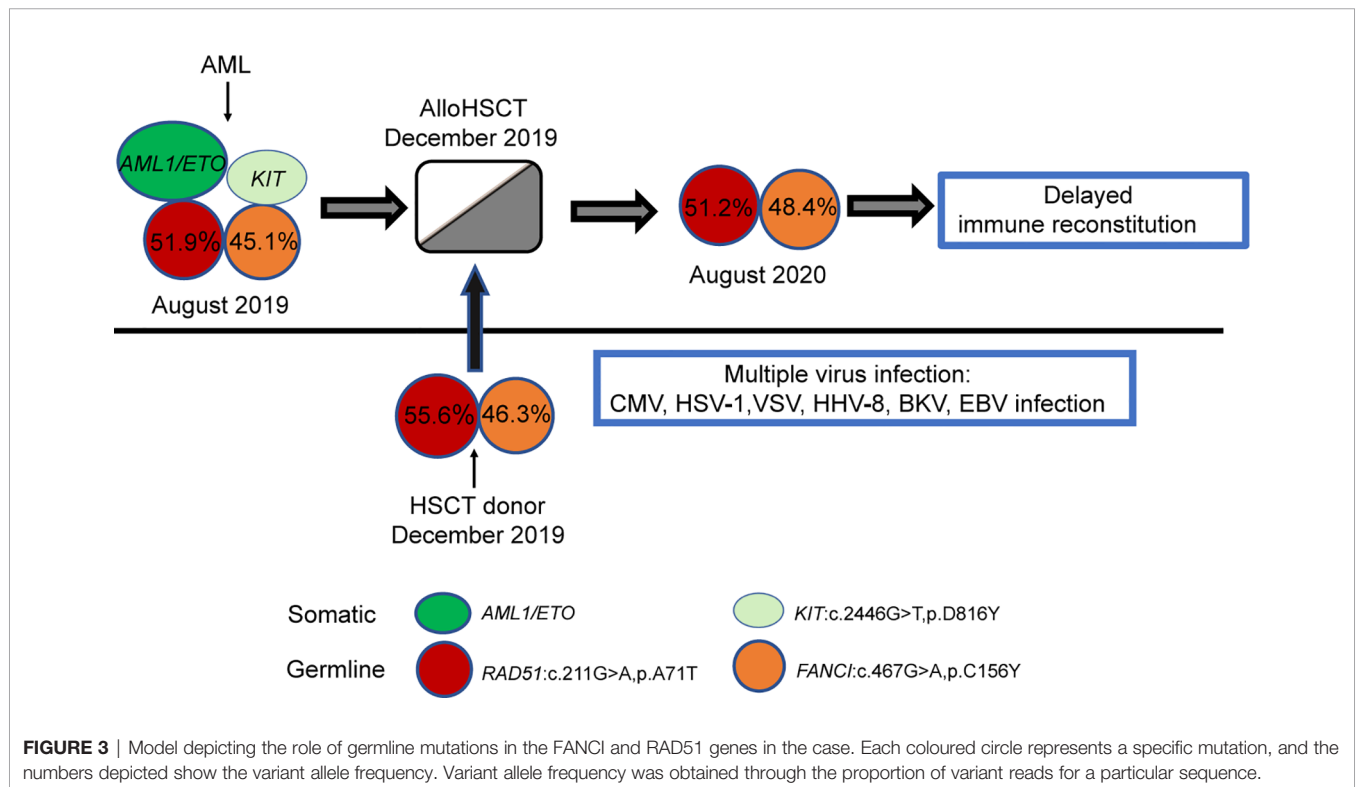 AML
AML1/ETO
KIT
51.9%
45.1%
August 2019
AlloHSCT
December 2019
51.2%
48.4%
August 2020
Delayed
immune reconstitution
55.6%
46.3%
HSCT donor
December 2019
Multiple virus infection:
CMV, HSV-1,VSV, HHV-8, BKV, EBV infection
Somatic
AML1/ETO
KIT:c.2446G>T,p.D816Y
Germline
RAD51:c.211G>A,p.A71T
FANCI:c.467G>A,p.C156Y
FIGURE 3 | Model depicting the role of germline mutations in the FANCI and RAD51 genes in the case. Each coloured circle represents a specific mutation, and the
numbers depicted show the variant allele frequency. Variant allele frequency was obtained through the proportion of variant reads for a particular sequence.